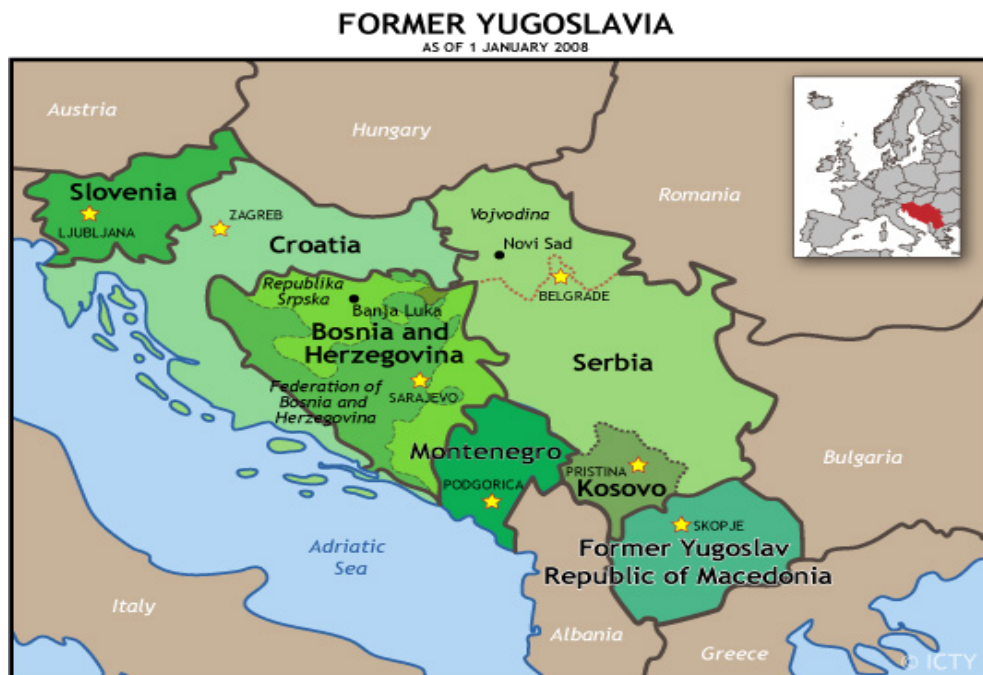 FORMER YUGOSLAVIA
AS OF 1 JANUARY 2008
Austria
Hungary
Romania
Slovenia
LJUBLJANA
ZAGREB
Croatia
Vojvodina
Novi Sad
BELGRADE
Republika
Srpska
Banja Luka
Bosnia and
Herzegovina
Serbia
Federation of
Bosnia and
Herzegovina
SARAJEVO
Montenegro
PODGORICA
PRISTINA
Kosovo
Bulgaria
SKOPJE
Former Yugoslav
Republic of Macedonia
Adriatic
Sea
Italy
Albania
Greece
© ICTY